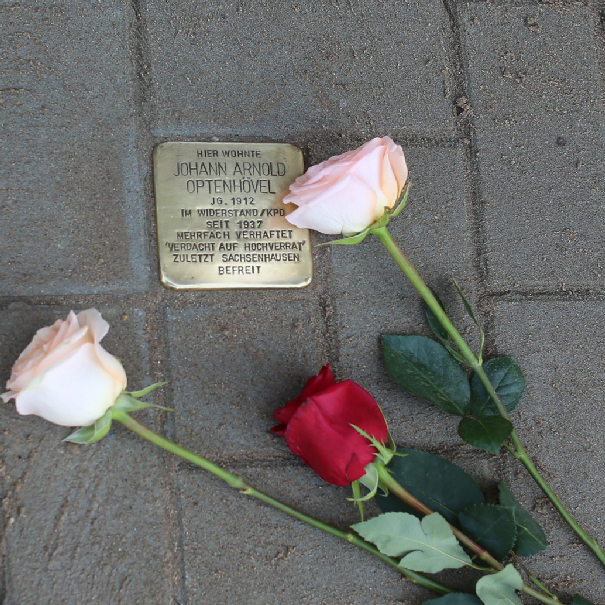 HIER WOHNTE
JOHANN ARNOLD
OPTENHÖVEL
JG. 1912
IM WIDERSTAND/KPD
SEIT 1937
MEHRFACH VERHAFTET
"VERDACHT AUF HOCHVERRAT"
ZULETZT SACHSENHAUSEN
BEFREIT